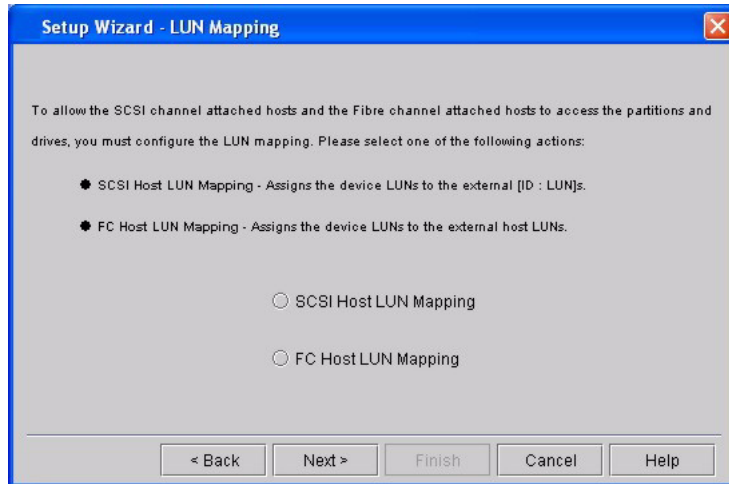 Setup Wizard - LUN Mapping
To allow the SCSI channel attached hosts and the Fibre channel attached hosts to access the partitions and
drives, you must configure the LUN mapping. Please select one of the following actions:
● SCSI Host LUN Mapping - Assigns the device LUNs to the external [ID : LUN]s.
● FC Host LUN Mapping - Assigns the device LUNs to the external host LUNs.
SCSI Host LUN Mapping
FC Host LUN Mapping
< Back Next > Finish Cancel Help